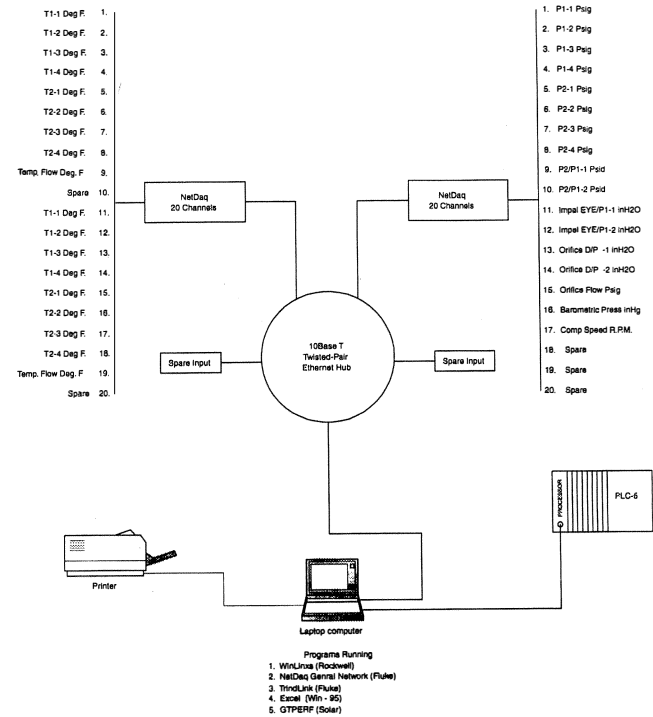 T1-1 Deg F. 1.
T1-2 Deg F. 2.
T1-3 Deg F. 3.
T1-4 Deg F. 4.
T2-1 Deg F. 5.
T2-2 Deg F. 6.
T2-3 Deg F. 7.
T2-4 Deg F. 8.
Temp, Flow Deg. F 9.
Spare 10.
T1-1 Deg F. 11.
T1-2 Deg F. 12.
T1-3 Deg F. 13.
T1-4 Deg F. 14.
T2-1 Deg F. 15.
T2-2 Deg F. 16.
T2-3 Deg F. 17.
T2-4 Deg F. 18.
Temp. Flow Deg. F 19.
Spare 20.
NetDaq
20 Channels
NetDaq
20 Channels
1. P1-1 Psig
2. P1-2 Psig
3. P1-3 Psig
4. P1-4 Psig
5. P2-1 Psig
6. P2-2 Psig
7. P2-3 Psig
8. P2-4 Psig
9. P2/P1-1 Psid
10. P2/P1-2 Psid
11. Impel EYE/P1-1 inH2O
12. Impel EYE/P1-2 inH2O
13. Orifice D/P -1 inH2O
14. Orifice D/P -2 inH2O
15. Orifice Flow Psig
16. Barometric Press inHg
17. Comp Speed R.P.M.
18. Spare
19. Spare
20. Spare
Spare Input
10Base T
Twisted-Pair
Ethernet Hub
Spare Input
PROCESSOR
PLC-5
Printer
Laptop computer
Programs Running
1. WinLinxs (Rockwell)
2. NetDaq Genral Network (Fluke)
3. TrindLink (Fluke)
4. Excel (Win - 95)
5. GTPERF (Solar)